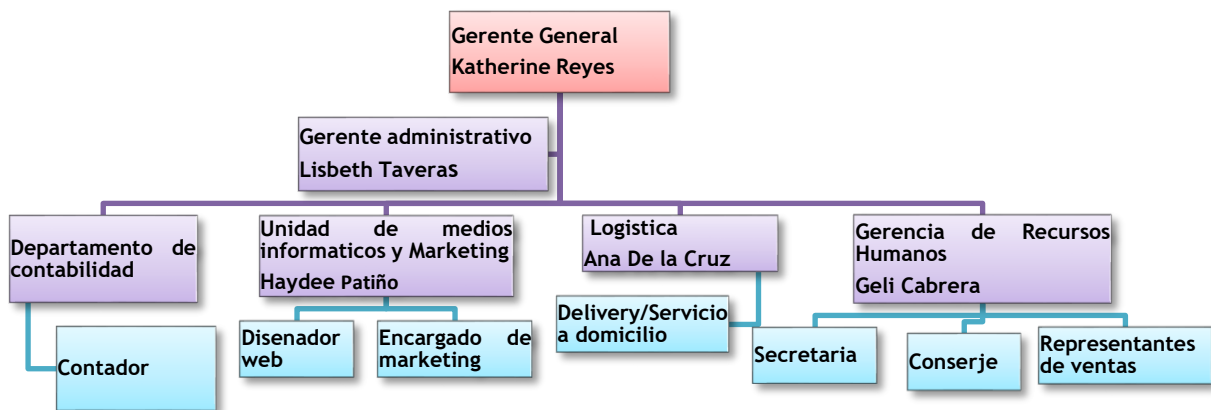 Gerente General
Katherine Reyes
Gerente administrativo
Lisbeth Taveras
Departamento de
contabilidad
Unidad de medios
informaticos y Marketing
Haydee Patiño
Logistica
Ana De la Cruz
Gerencia de Recursos
Humanos
Geli Cabrera
Contador
Disenador
web
Encargado de
marketing
Delivery/Servicio
a domicilio
Secretaria
Conserje
Representantes
de ventas